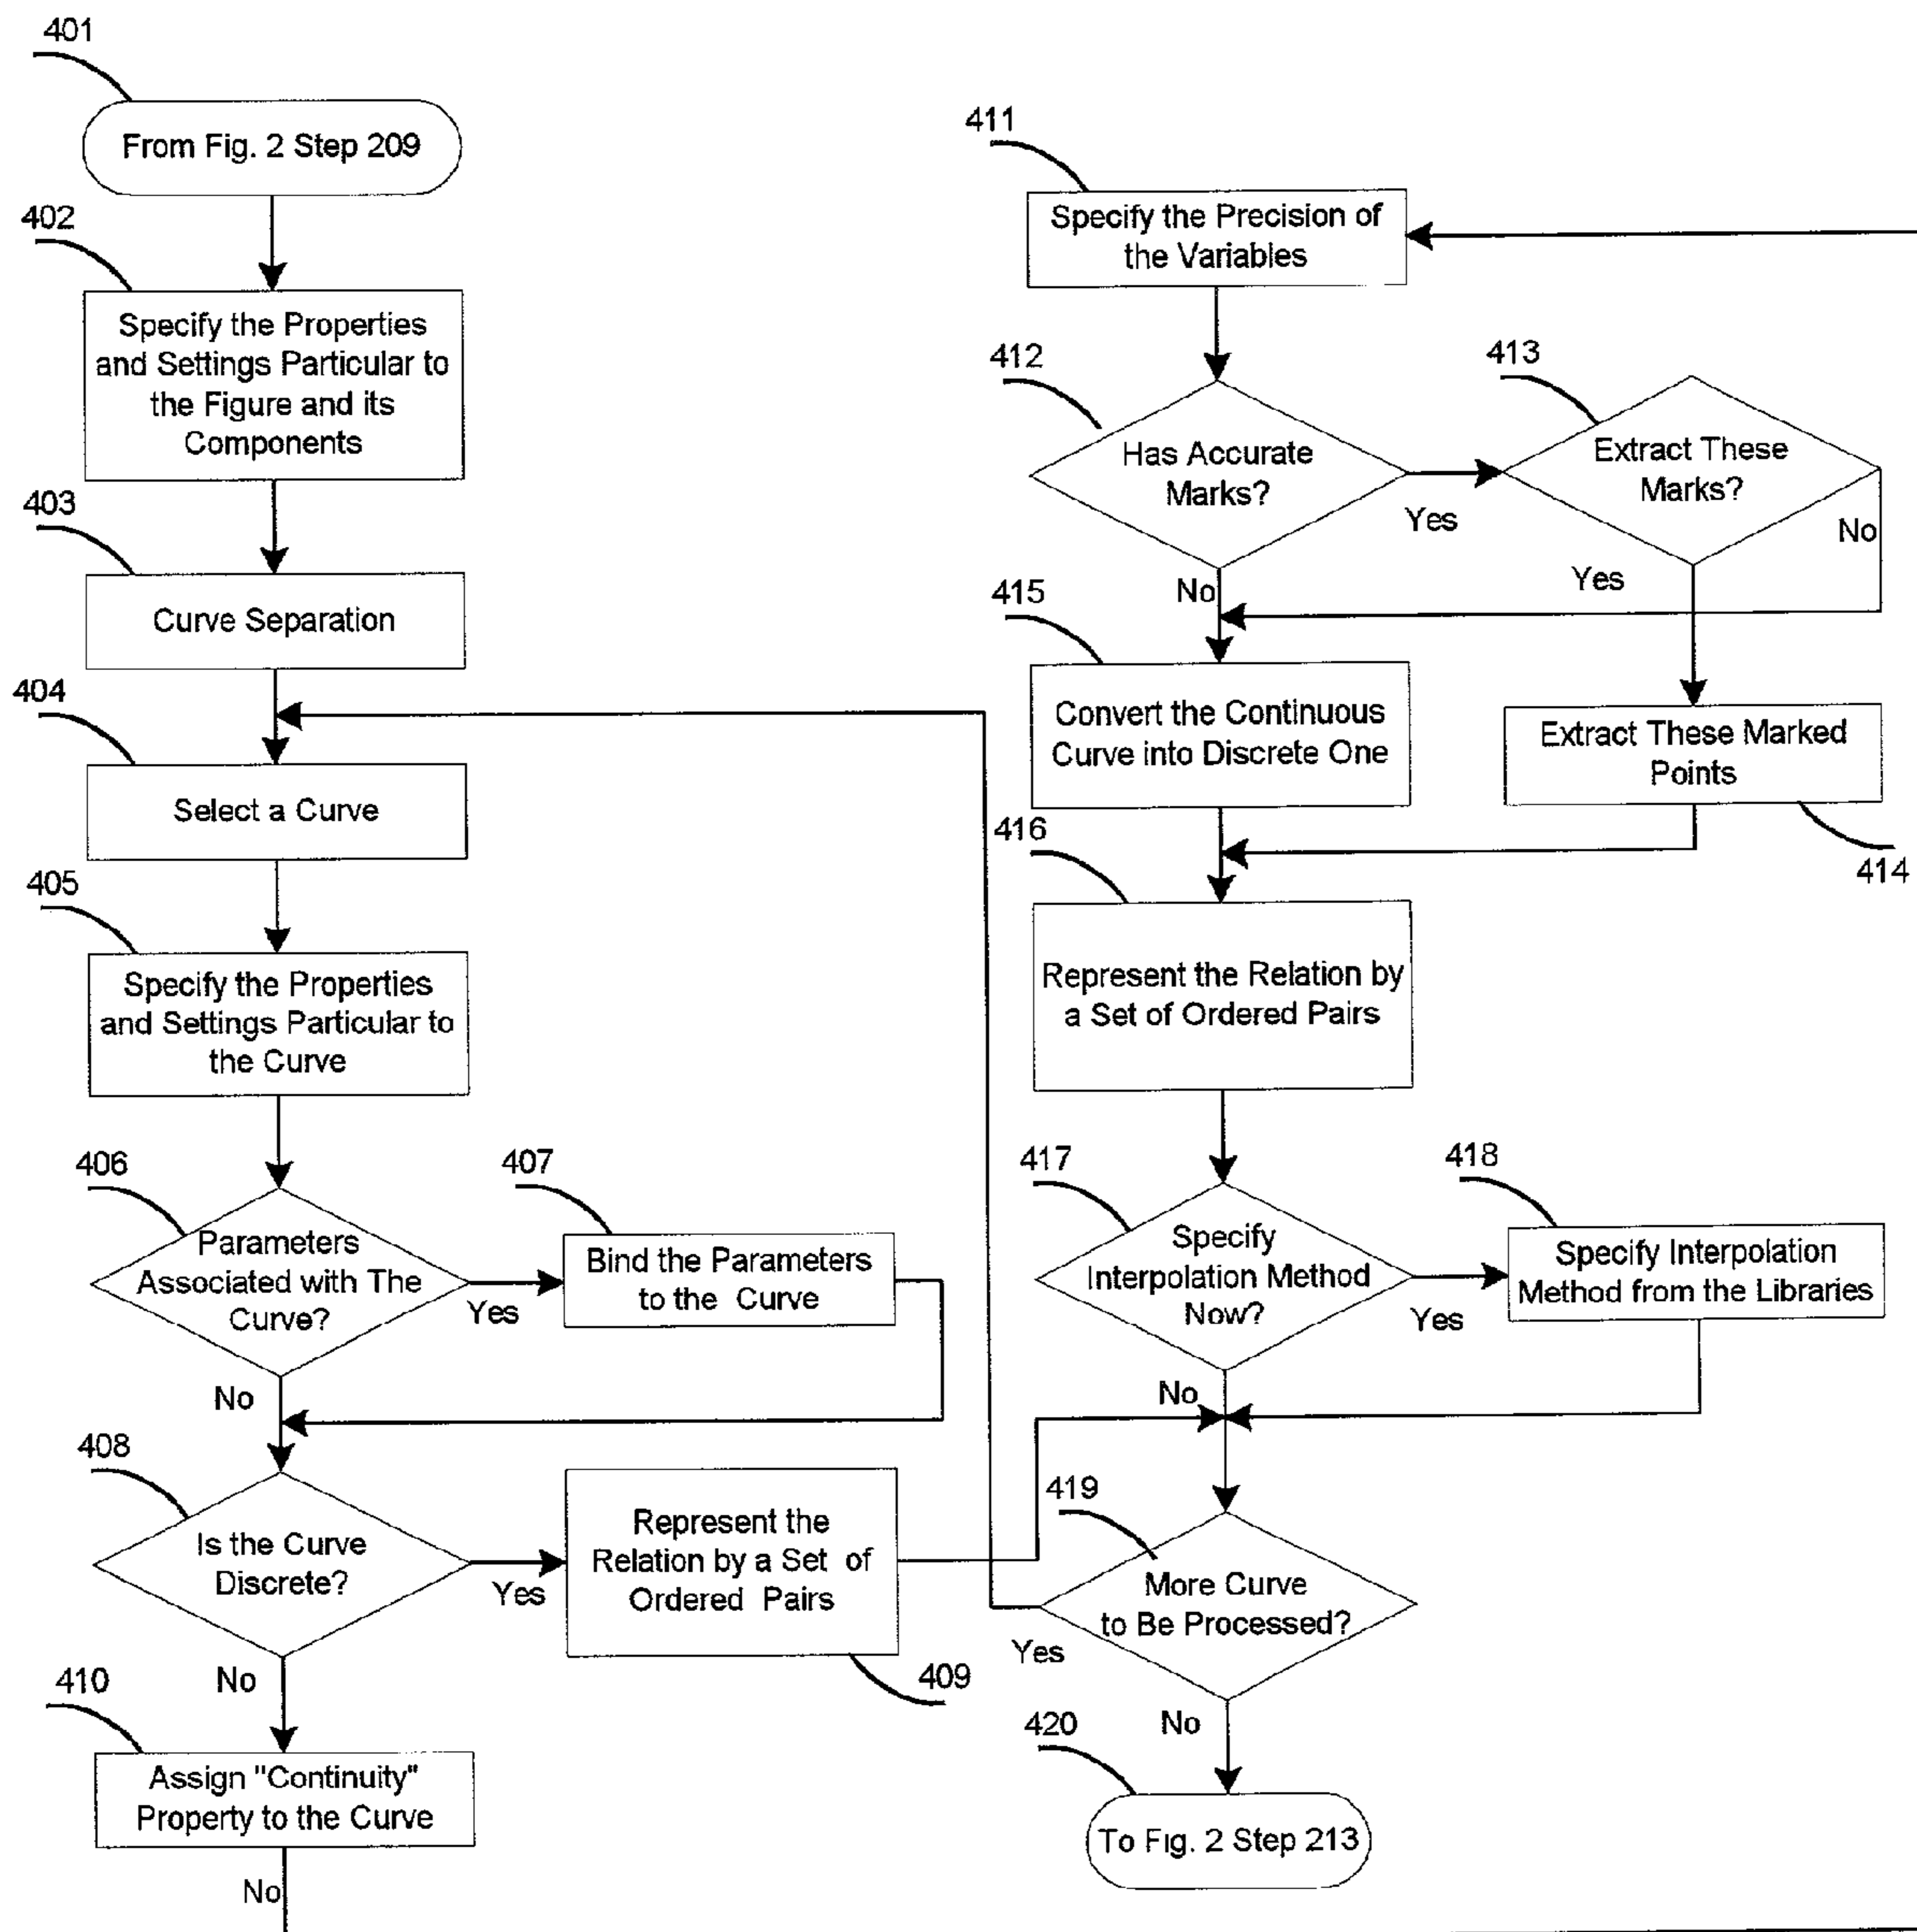 401
From Fig. 2 Step 209
402
Specify the Properties
and Settings Particular to
the Figure and its
Components
403
Curve Separation
404
Select a Curve
405
Specify the Properties
and Settings Particular to
the Curve
406
Parameters
Associated with The
Curve?
Yes
No
407
Bind the Parameters
to the Curve
408
Is the Curve
Discrete?
Yes
No
Represent the
Relation by a Set of
Ordered Pairs
409
410
Assign "Continuity"
Property to the Curve
No
411
Specify the Precision of
the Variables
412
Has Accurate
Marks?
Yes
No
413
Extract These
Marks?
No
Yes
415
Convert the Continuous
Curve into Discrete One
Extract These Marked
Points
414
416
Represent the Relation by
a Set of Ordered Pairs
417
Specify
Interpolation Method
Now?
Yes
No
418
Specify Interpolation
Method from the Libraries
419
More Curve
to Be Processed?
Yes
No
420
To Fig. 2 Step 213